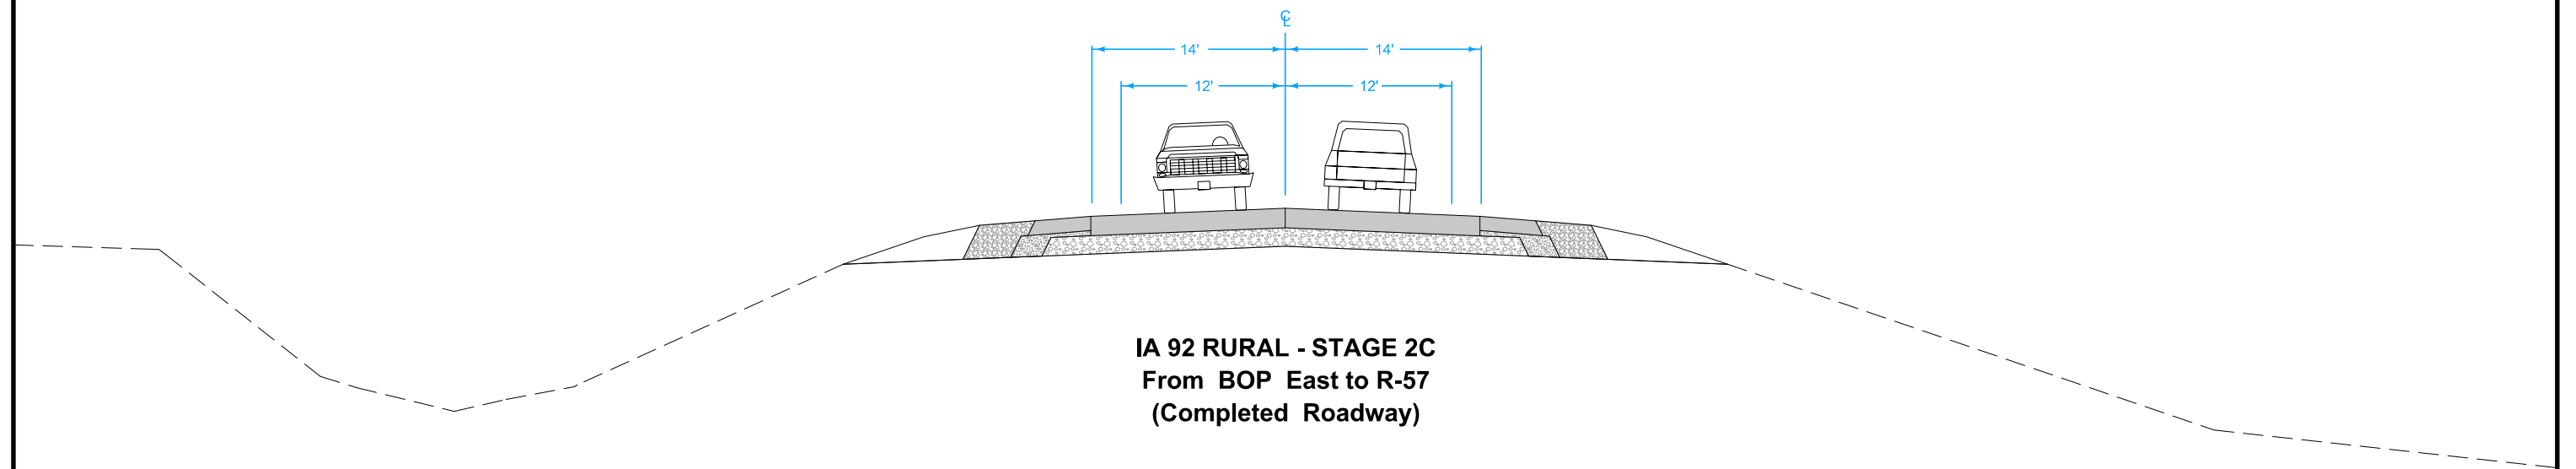 ℄
14' 14'
12' 12'
IA 92 RURAL - STAGE 2C
From BOP East to R-57
(Completed Roadway)